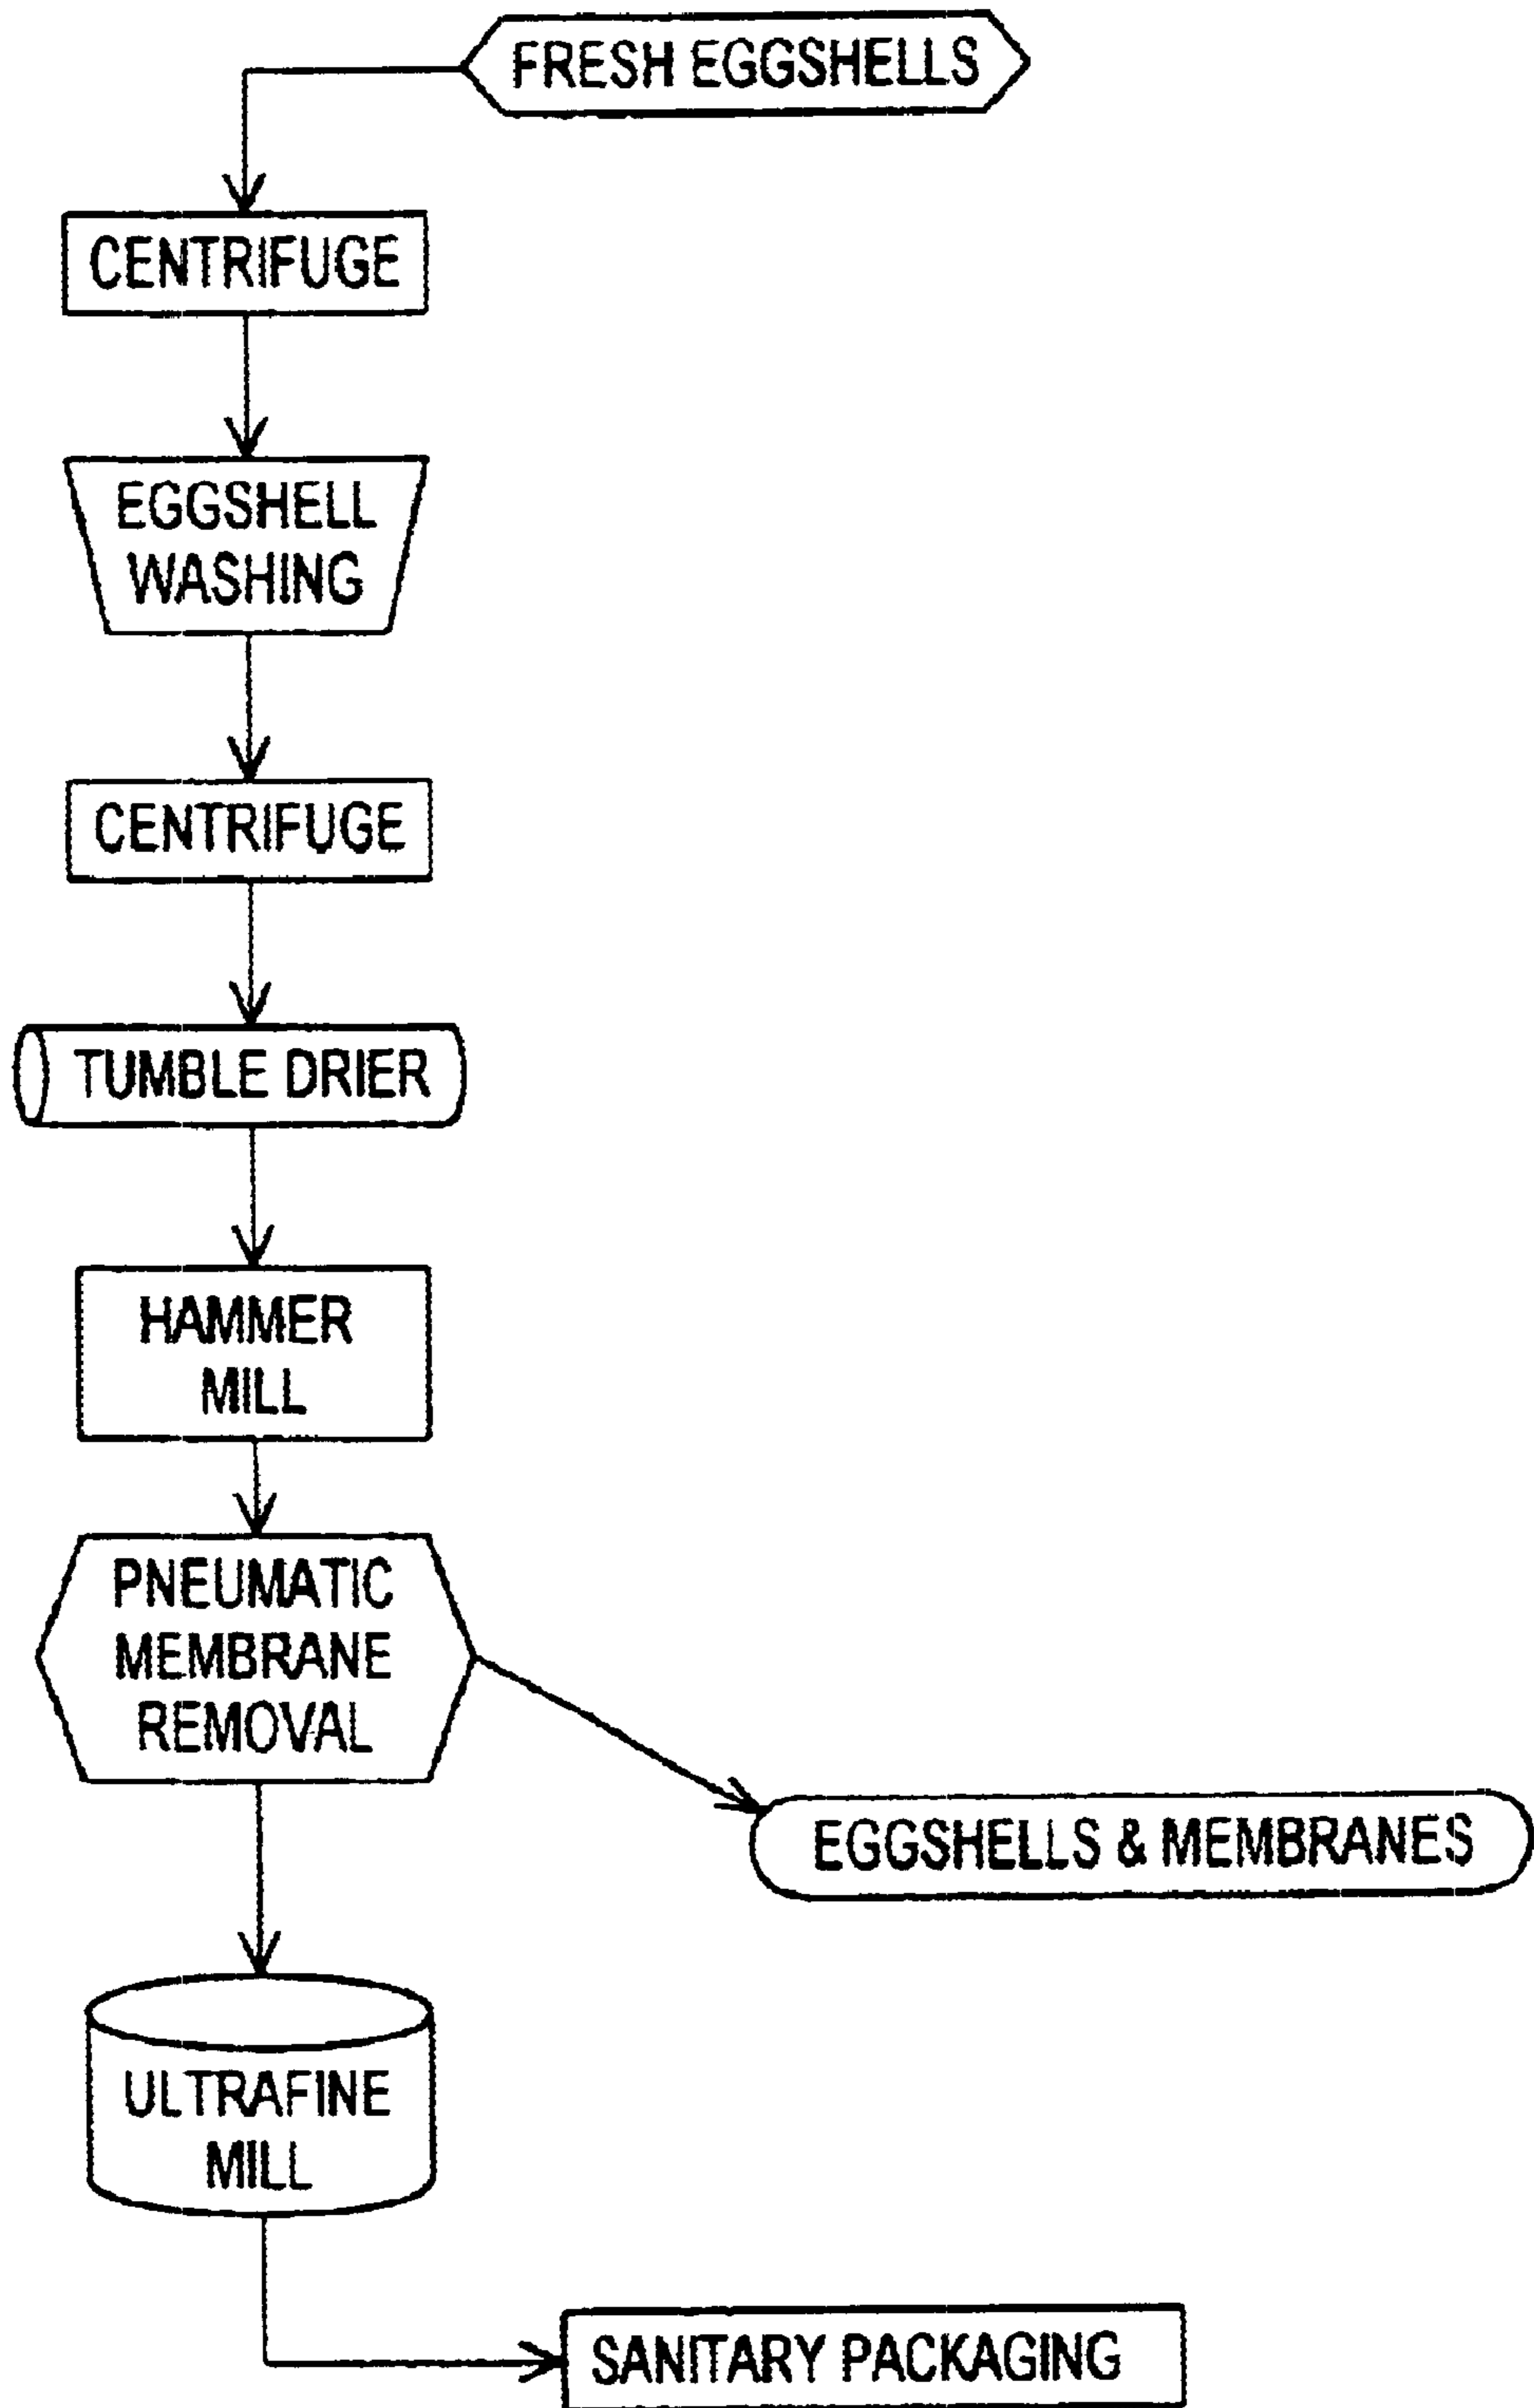 FRESH EGGSHELLS
CENTRIFUGE
EGGSHELL
WASHING
CENTRIFUGE
TUMBLE DRIER
HAMMER
MILL
PNEUMATIC
MEMBRANE
REMOVAL
EGGSHELLS & MEMBRANES
ULTRAFINE
MILL
SANITARY PACKAGING